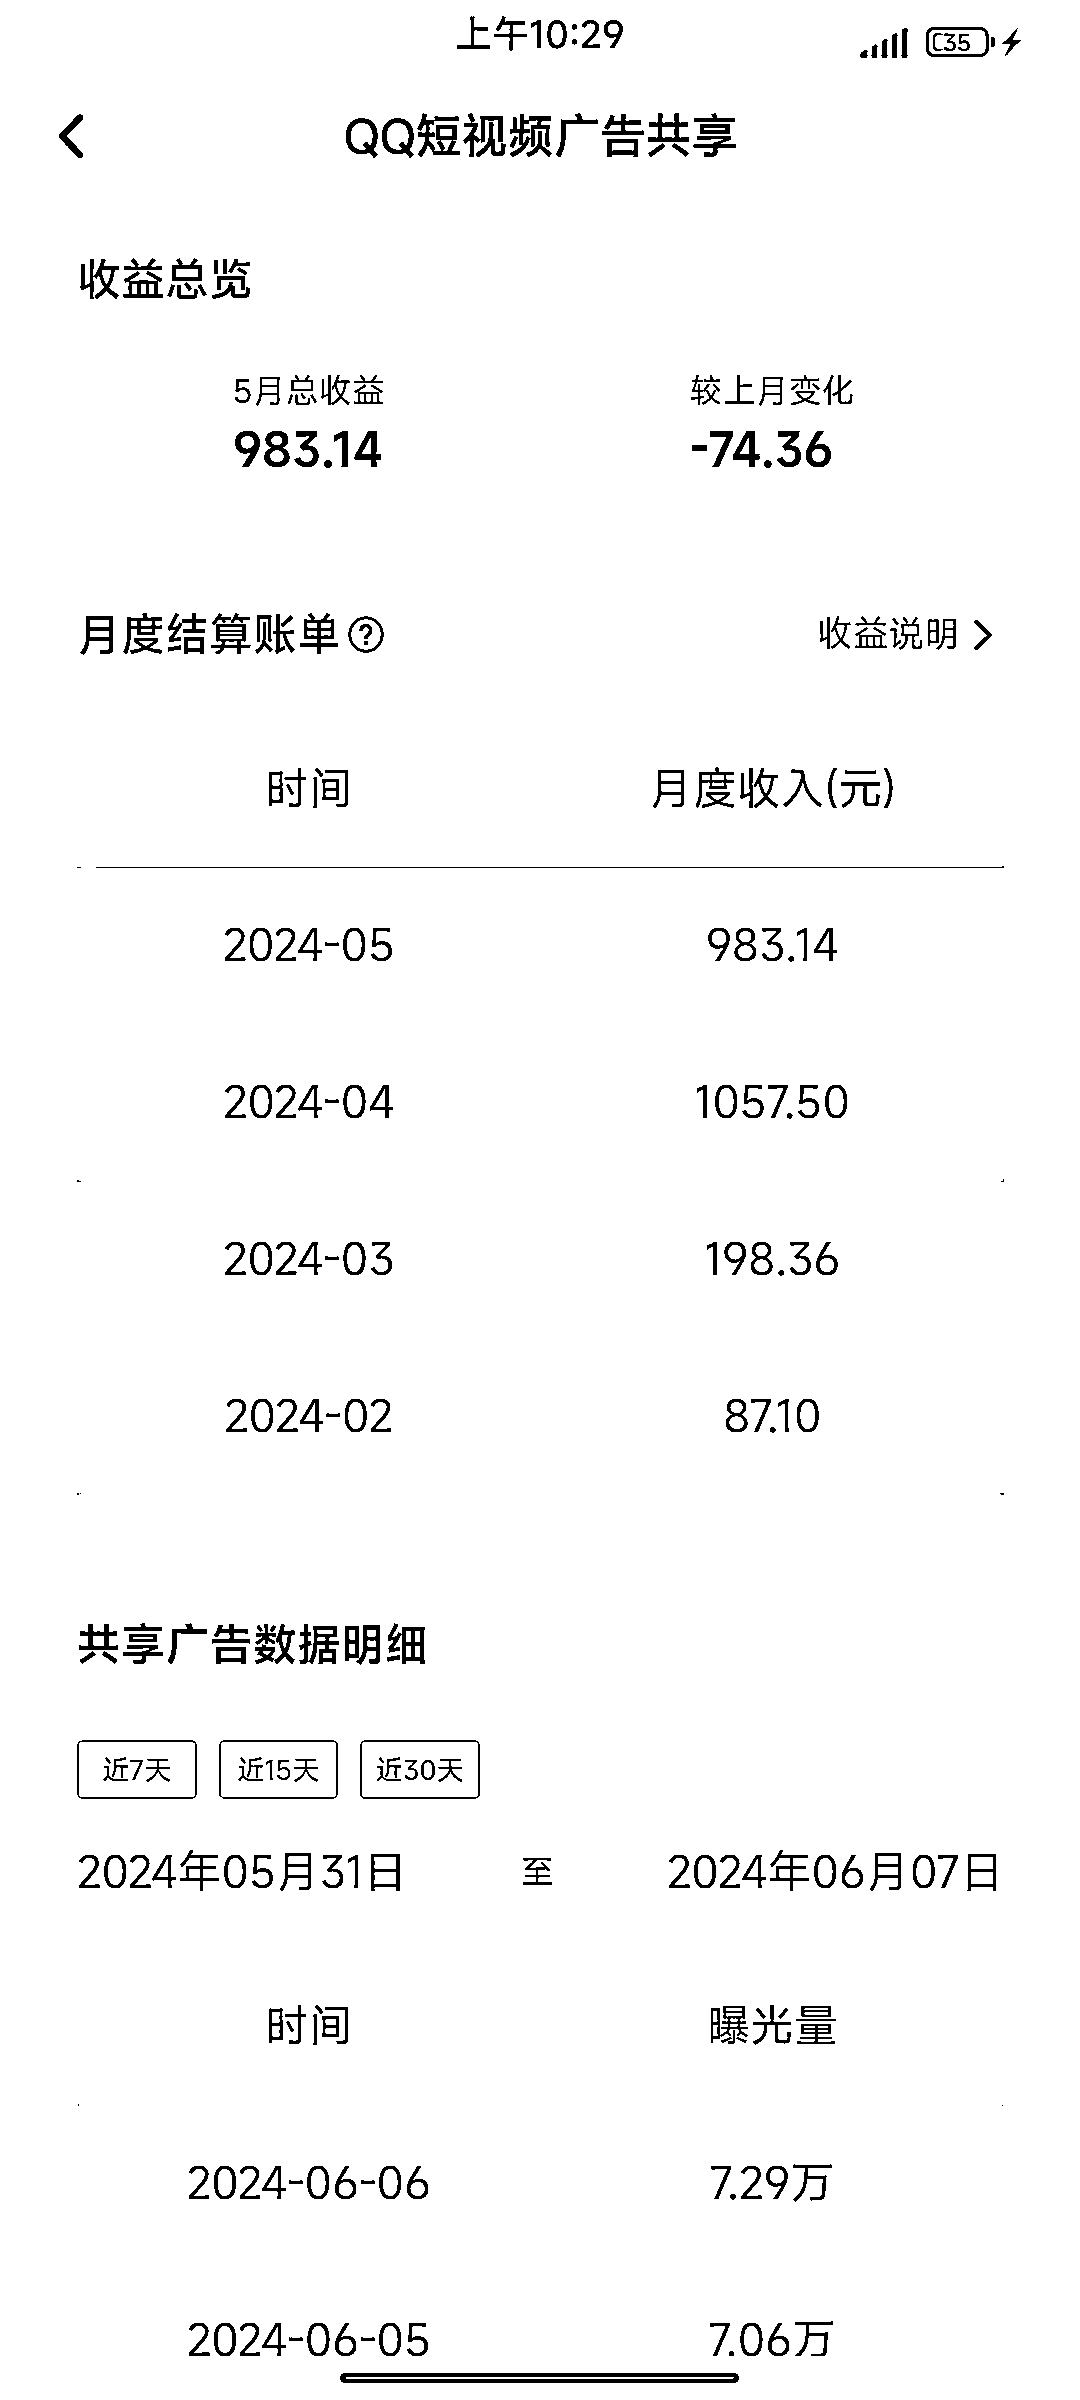 上午10:29
35
QQ短视频广告共享
收益总览
5月总收益 较上月变化
983.14 -74.36
月度结算账单? 收益说明
时间 月度收入(元)
2024-05 983.14
2024-04 1057.50
2024-03 198.36
2024-02 87.10
共享广告数据明细
近7天 近15天 近30天
2024年05月31日 至 2024年06月07日
时间 曝光量
2024-06-06 7.29万
2024-06-05 7.06万